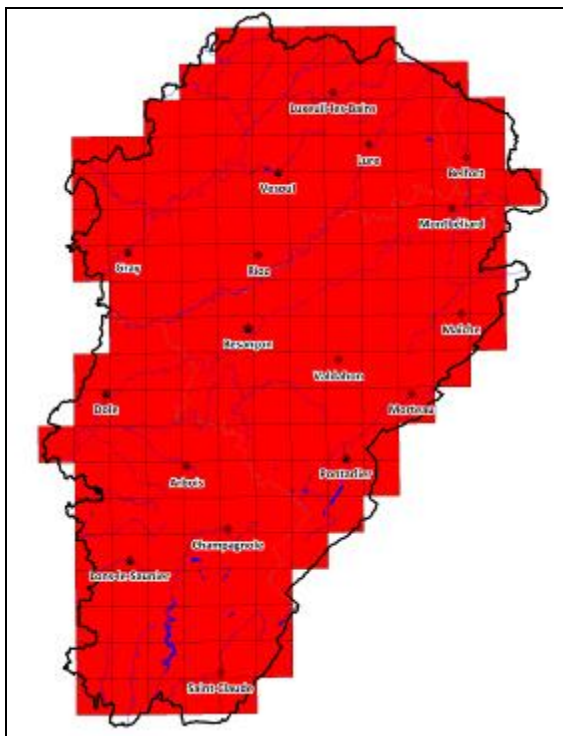 Luxeuil-les-Bains
Lure
Belfort
Vesoul
Montbéliard
Gray
Rioz
Maîche
Besançon
Valdahon
Dole
Morteau
Pontarlier
Arbois
Champagnole
Lons-le-Saunier
Saint-Claude